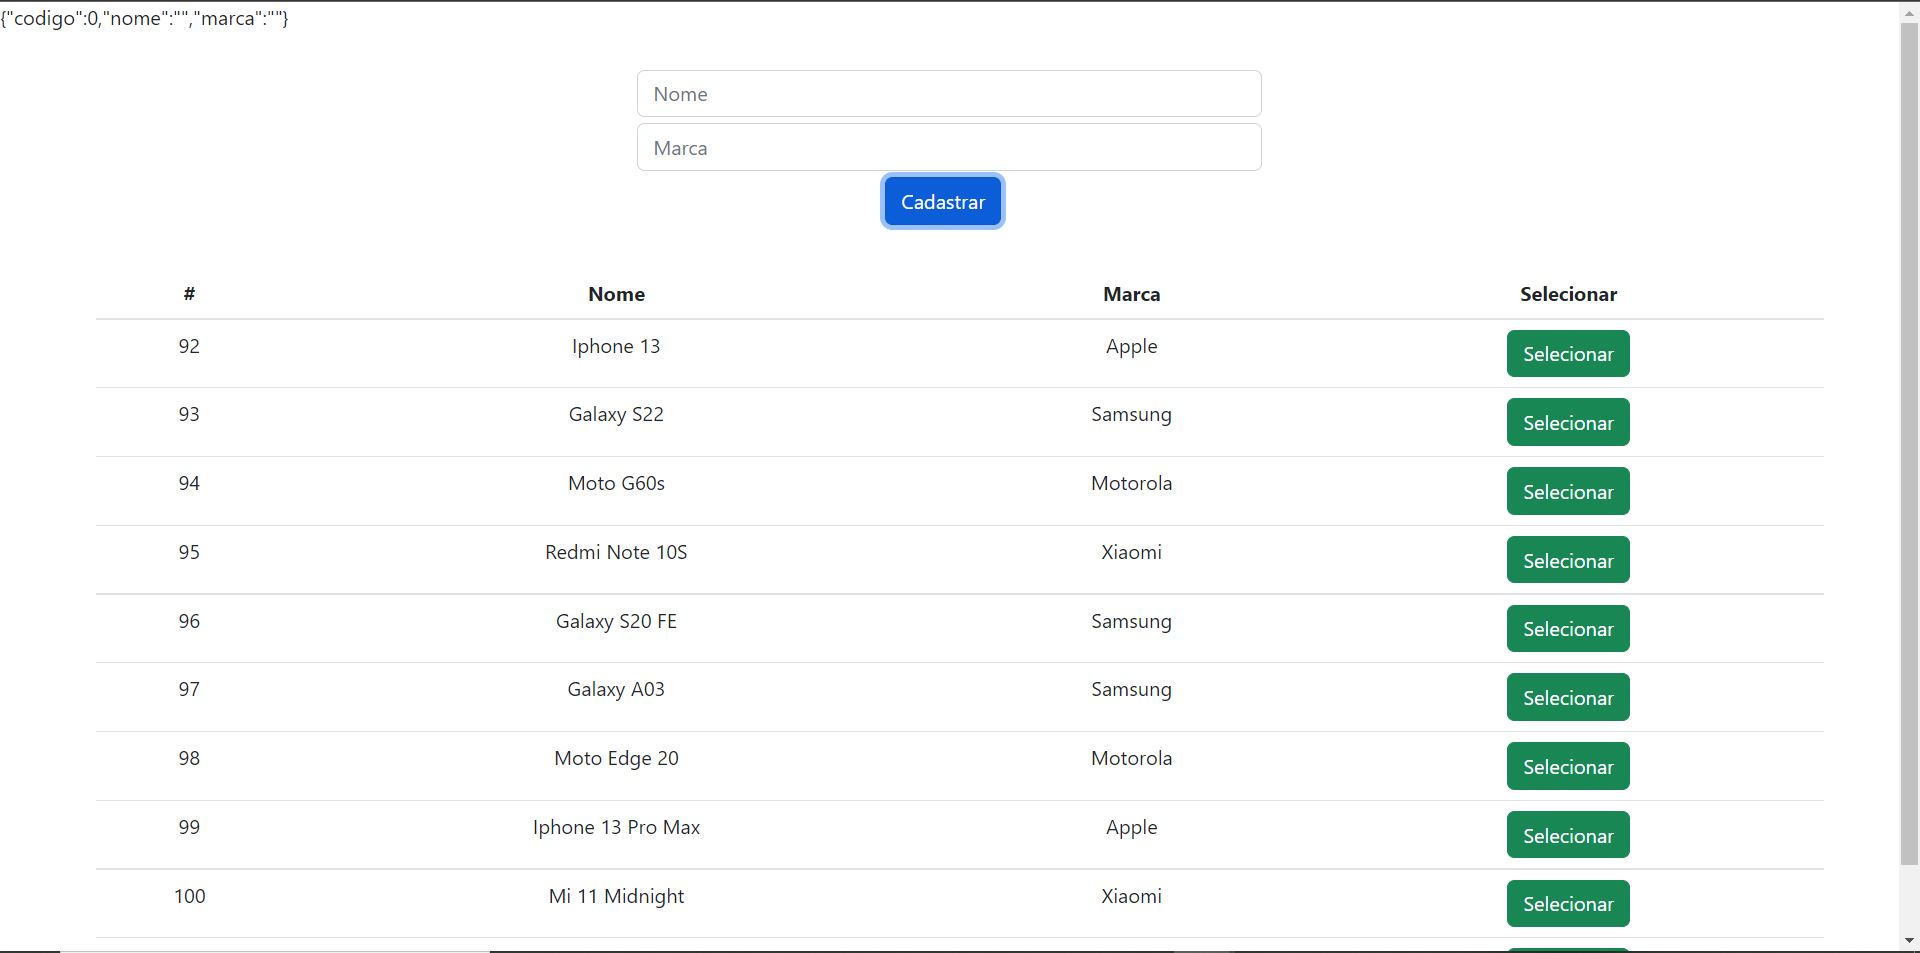 {"codigo":0,"nome":"","marca":""}
Nome
Marca
Cadastrar
# Nome Marca Selecionar
92 Iphone 13 Apple Selecionar
93 Galaxy S22 Samsung Selecionar
94 Moto G60s Motorola Selecionar
95 Redmi Note 10S Xiaomi Selecionar
96 Galaxy S20 FE Samsung Selecionar
97 Galaxy A03 Samsung Selecionar
98 Moto Edge 20 Motorola Selecionar
99 Iphone 13 Pro Max Apple Selecionar
100 Mi 11 Midnight Xiaomi Selecionar